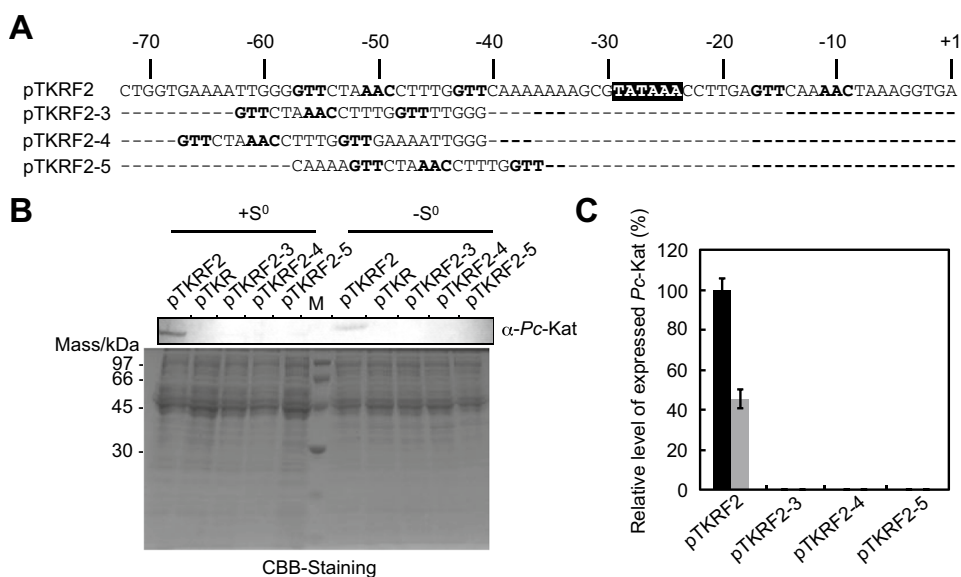 A
-70 -60 -50 -40 -30 -20 -10 +1
pTKRF2 CTGGTGAAAATTGGGGTTCTAAACCTTTGGTTCAAAAAAAGCGTATAAACCTTGAGTTCAAAACTAAAGGTGA
pTKRF2-3 ----------GTTCTAAACCTTTGGTTTTGGG-----------------------------------------
pTKRF2-4 -----GTTCTAAACCTTTGGTTGAAAATTGGG-----------------------------------------
pTKRF2-5 ---------------CAAAAGTTCTAAACCTTTGGTT------------------------------------
B
+S⁰ -S⁰
pTKRF2 pTKR pTKRF2-3 pTKRF2-4 pTKRF2-5 M pTKRF2 pTKR pTKRF2-3 pTKRF2-4 pTKRF2-5
α-Pc-Kat
Mass/kDa
97 -
66 -
45 -
30 -
CBB-Staining
C
Relative level of expressed Pc-Kat (%)
120
100
80
60
40
20
0
pTKRF2 pTKRF2-3 pTKRF2-4 pTKRF2-5